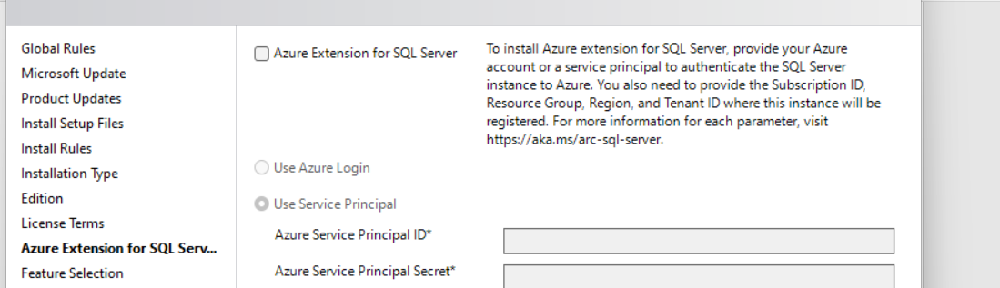 Global Rules
Microsoft Update
Product Updates
Install Setup Files
Install Rules
Installation Type
Edition
License Terms
Azure Extension for SQL Serv...
Feature Selection
Azure Extension for SQL Server
To install Azure extension for SQL Server, provide your Azure
account or a service principal to authenticate the SQL Server
instance to Azure. You also need to provide the Subscription ID,
Resource Group, Region, and Tenant ID where this instance will be
registered. For more information for each parameter, visit
https://aka.ms/arc-sql-server.
Use Azure Login
Use Service Principal
Azure Service Principal ID*
Azure Service Principal Secret*